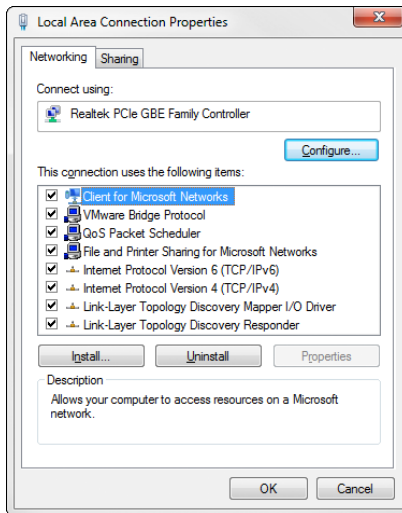 Local Area Connection Properties
Networking
Sharing
Connect using:
Realtek PCIe GBE Family Controller
Configure...
This connection uses the following items:
Client for Microsoft Networks
VMware Bridge Protocol
QoS Packet Scheduler
File and Printer Sharing for Microsoft Networks
Internet Protocol Version 6 (TCP/IPv6)
Internet Protocol Version 4 (TCP/IPv4)
Link-Layer Topology Discovery Mapper I/O Driver
Link-Layer Topology Discovery Responder
Install...
Uninstall
Properties
Description
Allows your computer to access resources on a Microsoft
network.
OK
Cancel